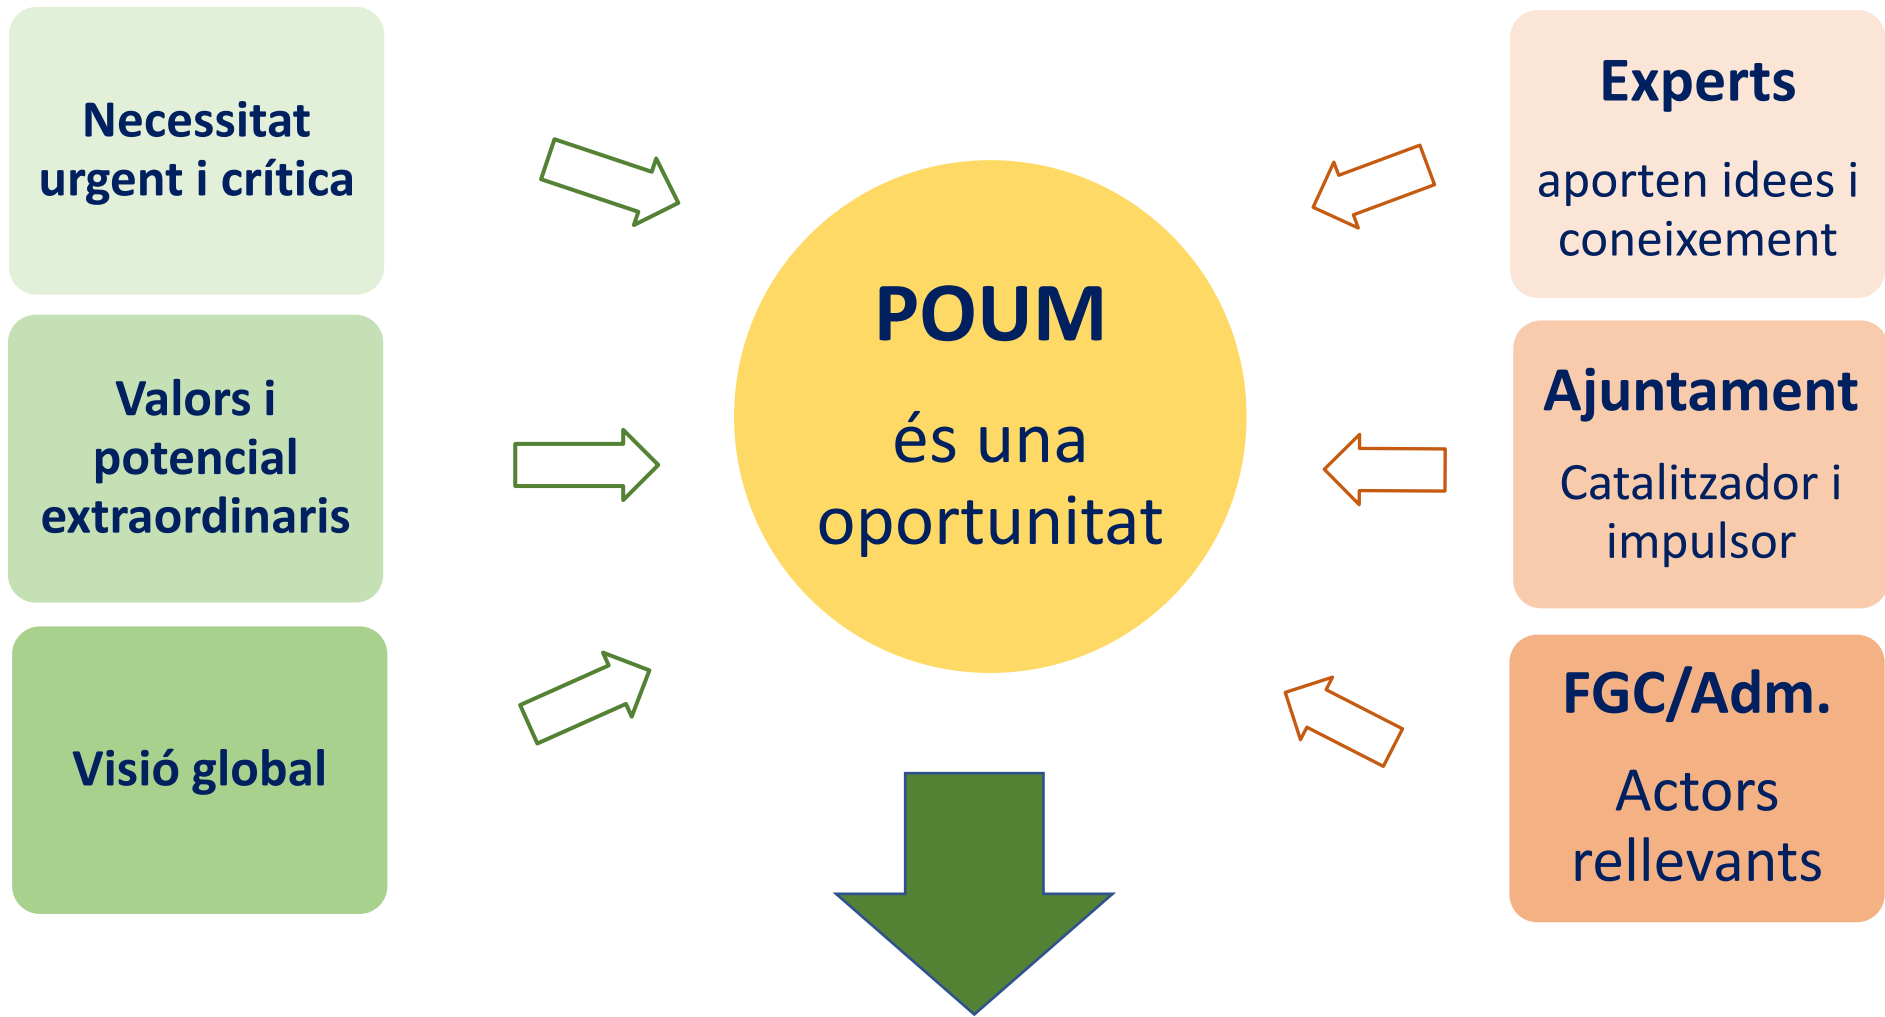 Necessitat
urgent i crítica
Valors i
potencial
extraordinaris
Visió global
POUM
és una
oportunitat
Experts
aporten idees i
coneixement
Ajuntament
Catalitzador i
impulsor
FGC/Adm.
Actors
rellevants